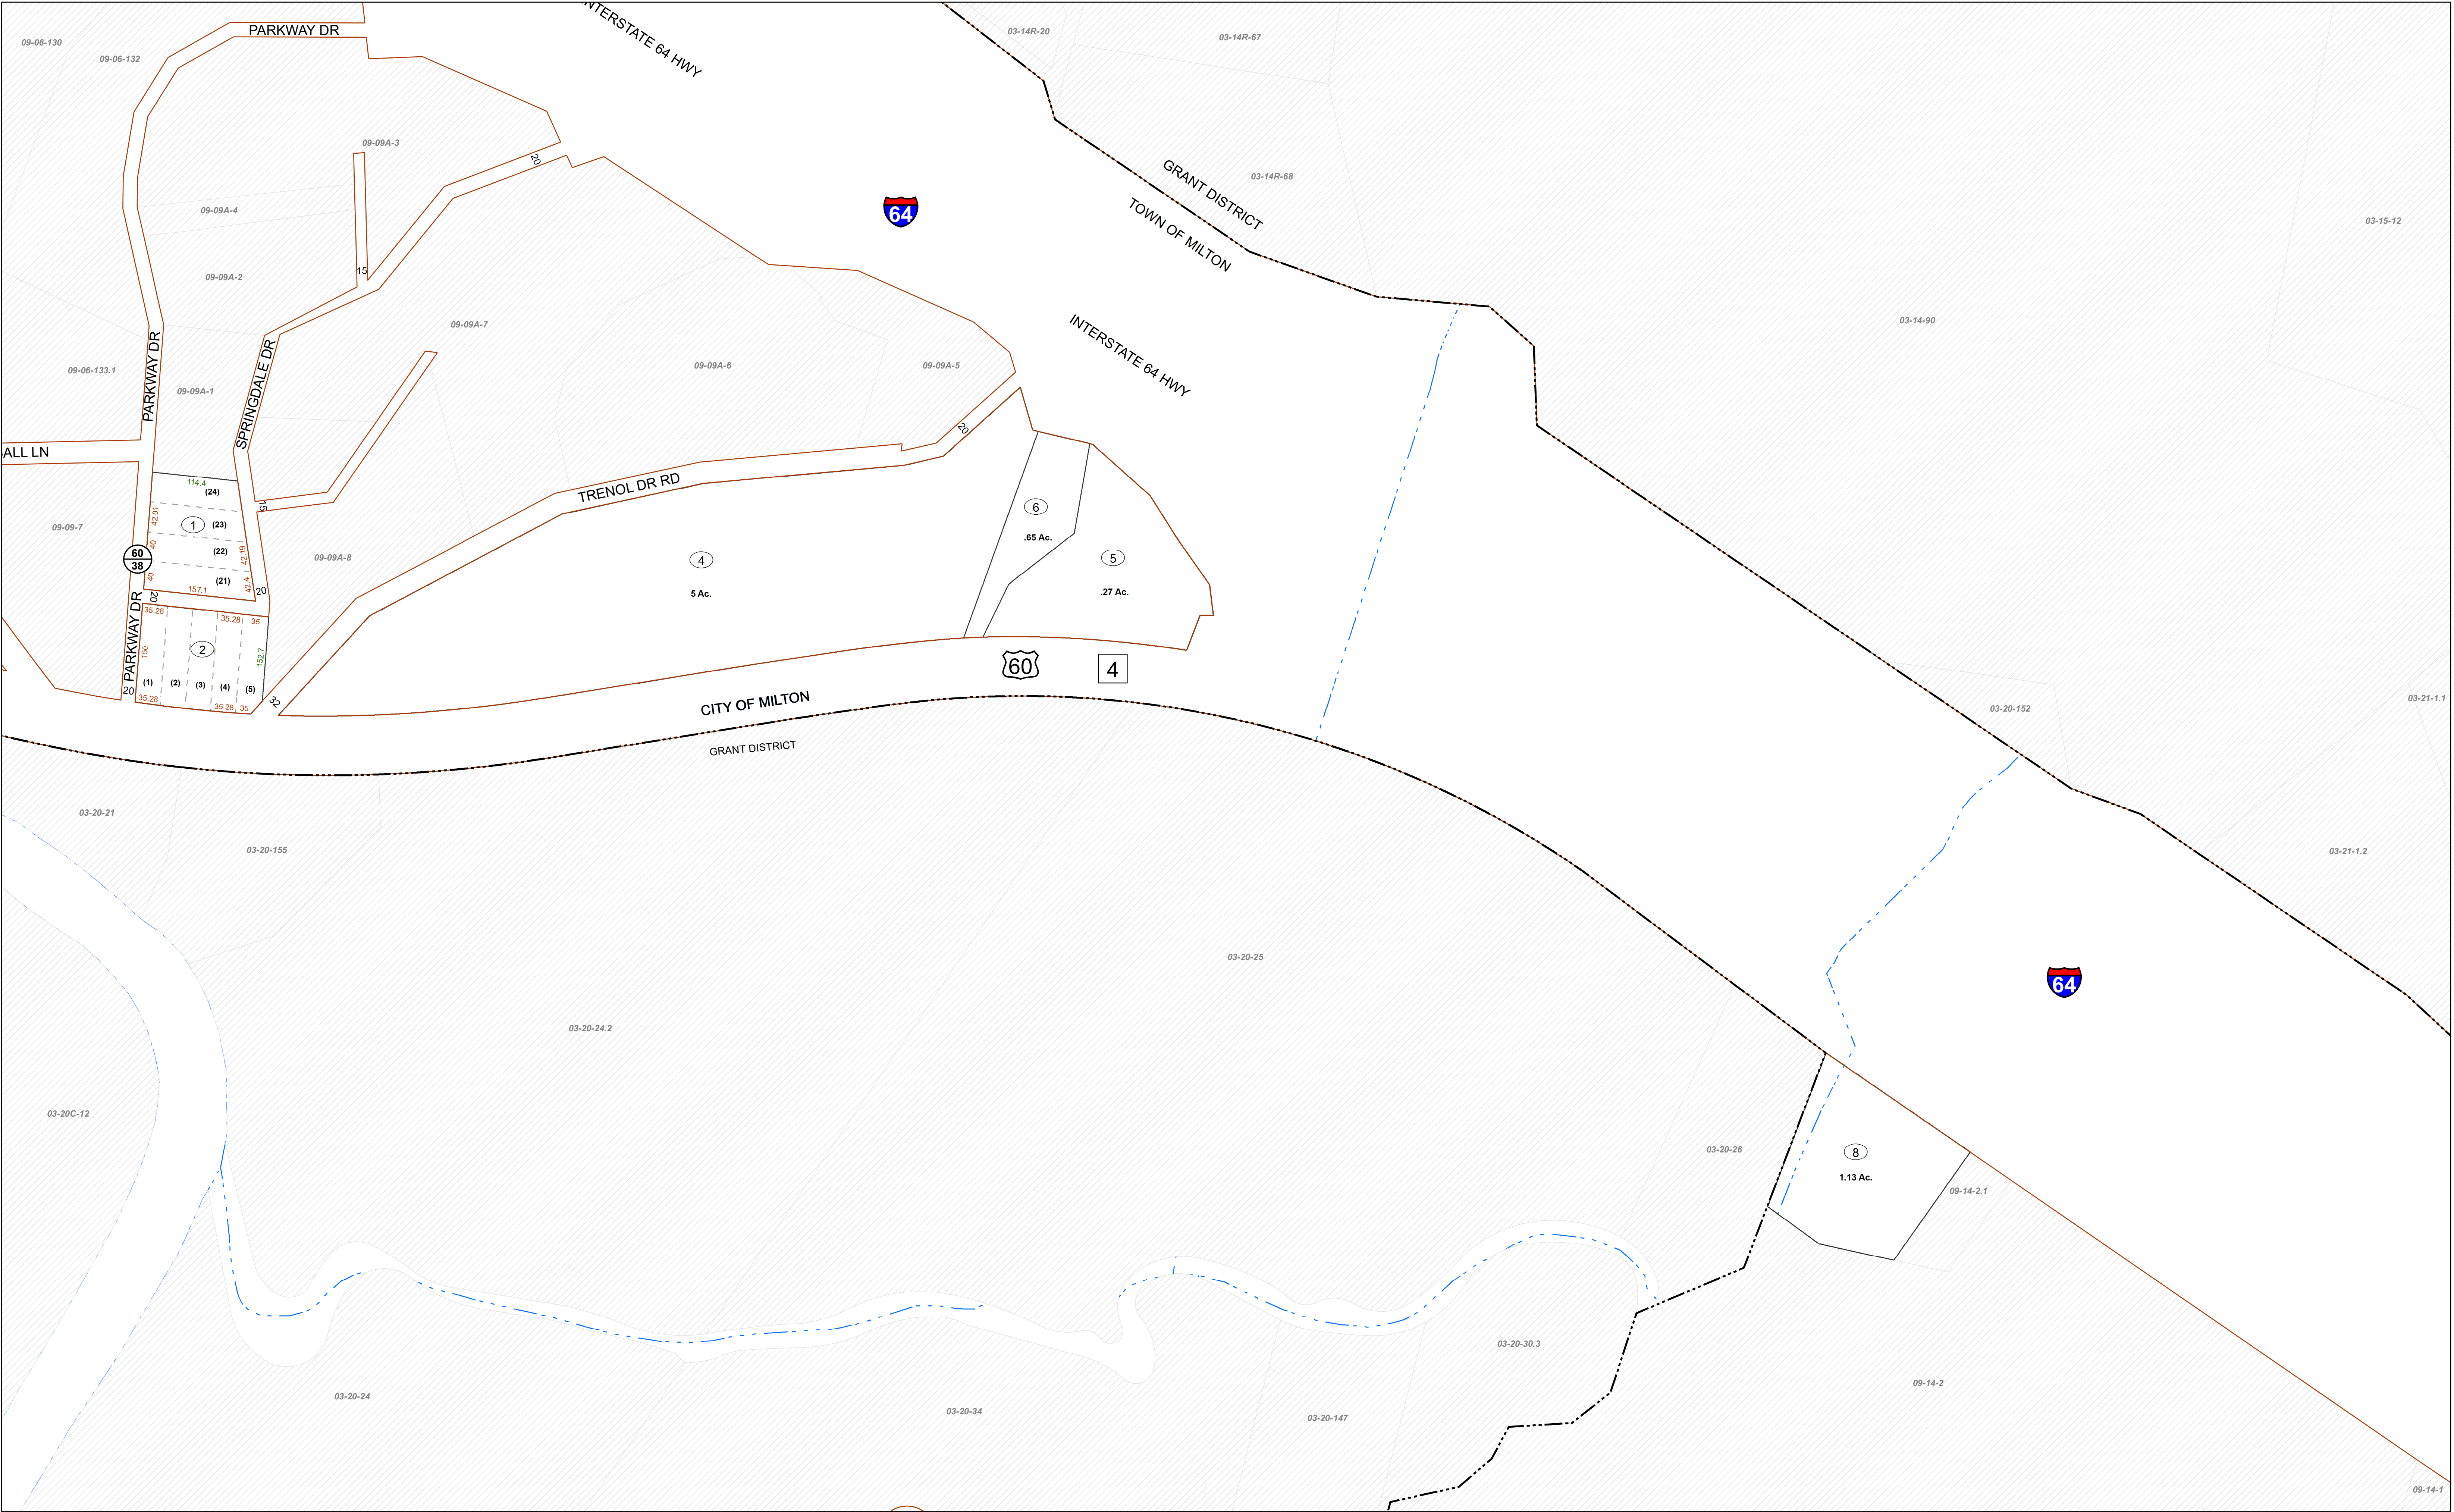 INTERSTATE 64 HWY
PARKWAY DR
03-14R-20
03-14R-67
09-06-130
09-06-132
09-09A-3
20
GRANT DISTRICT
03-14R-68
64
TOWN OF MILTON
09-09A-4
03-15-12
15
09-09A-2
09-09A-7
03-14-90
INTERSTATE 64 HWY
PARKWAY DR
SPRINGDALE DR
09-09A-6
09-09A-5
09-06-133.1
09-09A-1
20
ALL LN
TRENOL DR RD
114.4
(24)
15
6
42.01
1
(23)
09-09-7
.65 Ac.
40
(22)
42.19
60
38
09-09A-8
4
5
40
(21)
42.4
157.1
20
5 Ac.
.27 Ac.
20
35.28
35.28
35
PARKWAY DR
2
150
152.7
60
4
(1)
(2)
(3)
(4)
(5)
20
35.28
35.28
35
32
CITY OF MILTON
GRANT DISTRICT
03-21-1.1
03-20-152
03-20-21
03-20-155
03-21-1.2
03-20-25
64
03-20-24.2
03-20C-12
03-20-26
8
1.13 Ac.
09-14-2.1
03-20-30.3
09-14-2
03-20-24
03-20-34
03-20-147
09-14-1